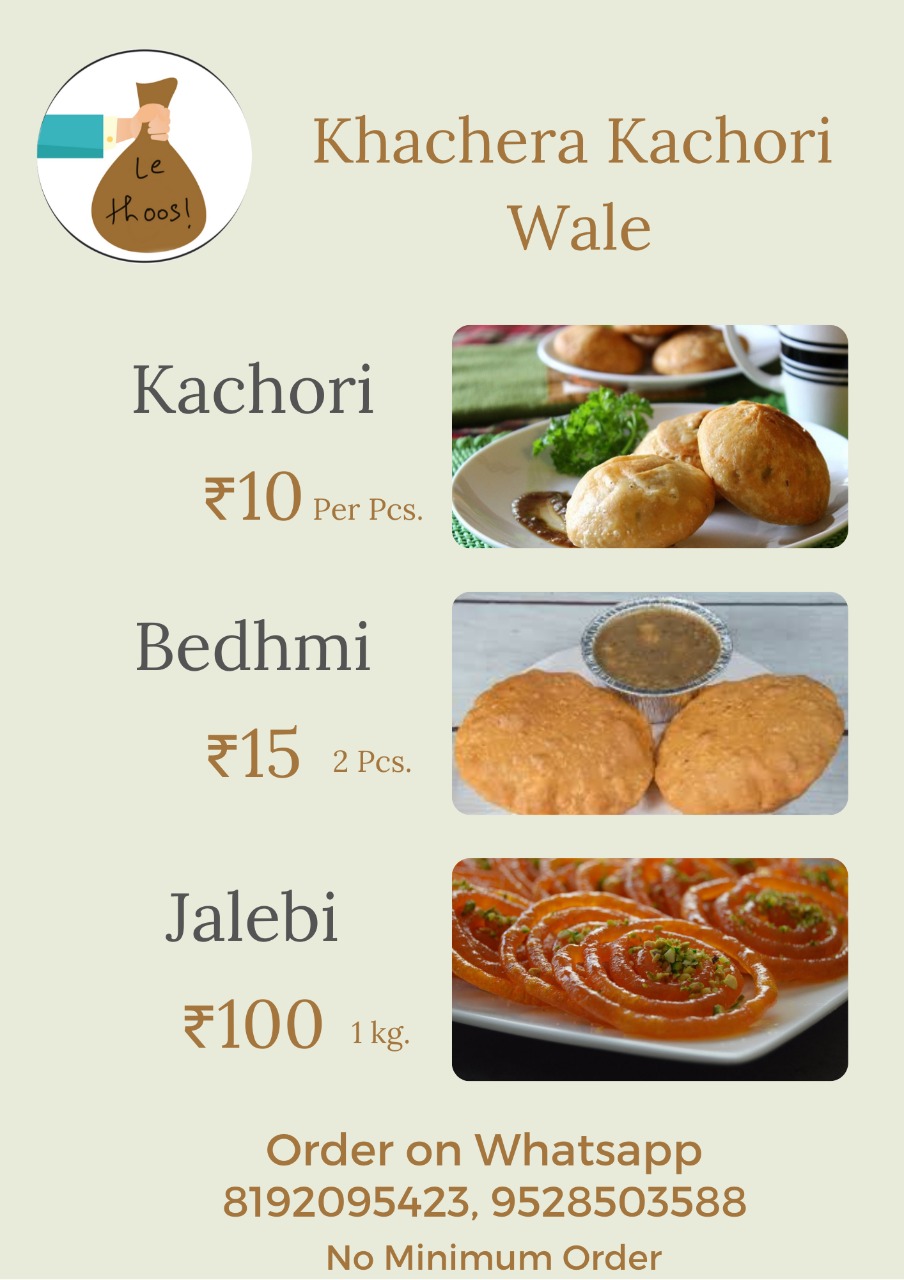 Le
thoos!
Khachera Kachori
Wale
Kachori
₹10 Per Pcs.
Bedhmi
₹15 2 Pcs.
Jalebi
₹100 1 kg.
Order on Whatsapp
8192095423, 9528503588
No Minimum Order